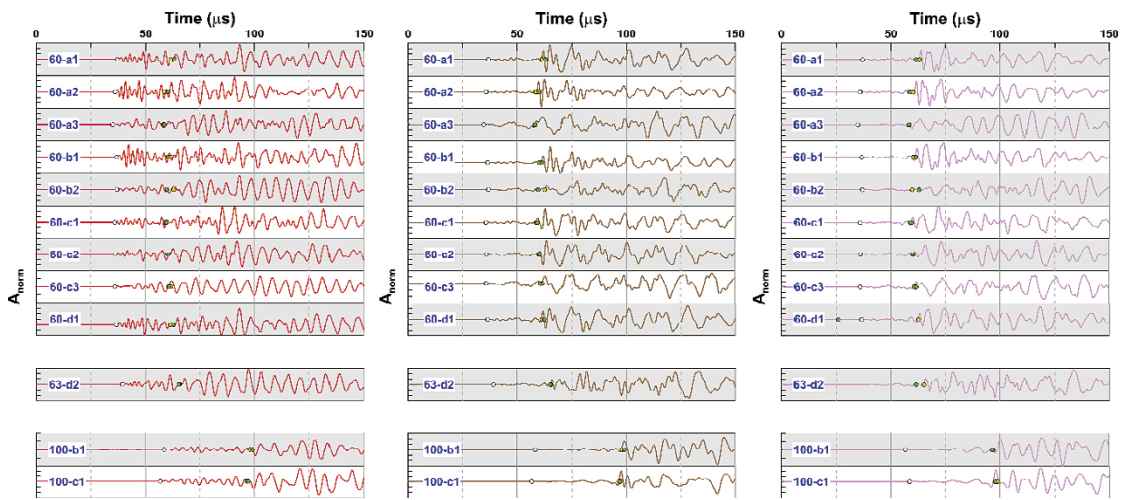 Time (μs) Time (μs) Time (μs)
0 50 100 150 0 50 100 150 0 50 100 150
60-a1 60-a1 60-a1
60-a2 60-a2 60-a2
60-a3 60-a3 60-a3
60-b1 60-b1 60-b1
60-b2 60-b2 60-b2
60-c1 60-c1 60-c1
60-c2 60-c2 60-c2
60-c3 60-c3 60-c3
60-d1 60-d1 60-d1
Anorm Anorm Anorm
63-d2 63-d2 63-d2
100-b1 100-b1 100-b1
100-c1 100-c1 100-c1